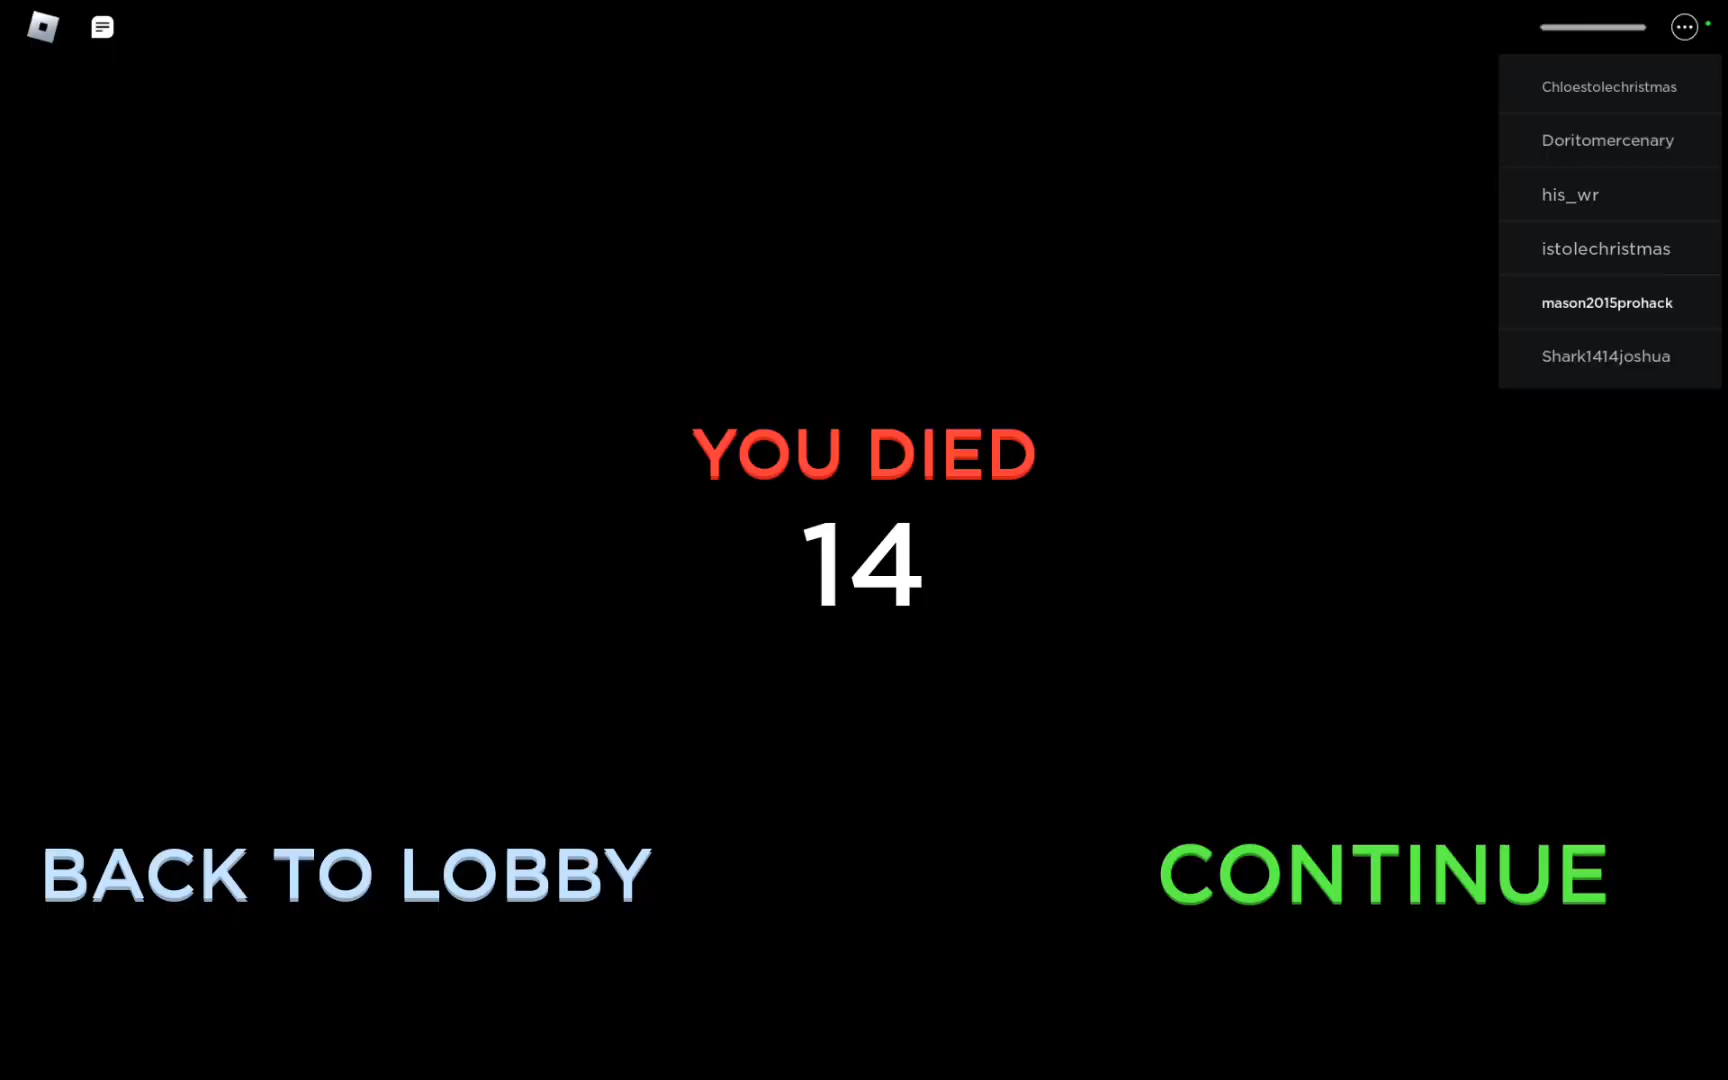 Chloestolechristmas
Doritomercenary
his_wr
istolechristmas
mason2015prohack
Shark1414joshua
YOU DIED
14
BACK TO LOBBY
CONTINUE